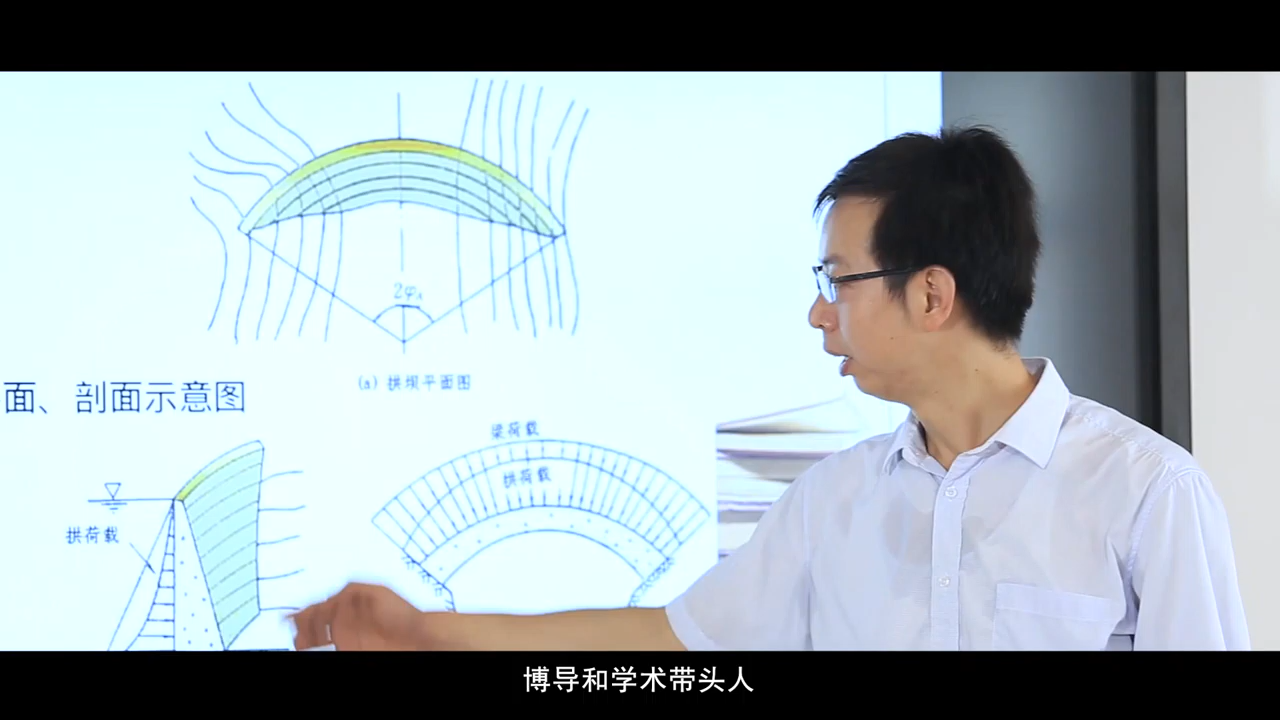 2φₐ
(a) 拱坝平面图
面、剖面示意图
梁荷载
拱荷载
拱荷载
博导和学术带头人